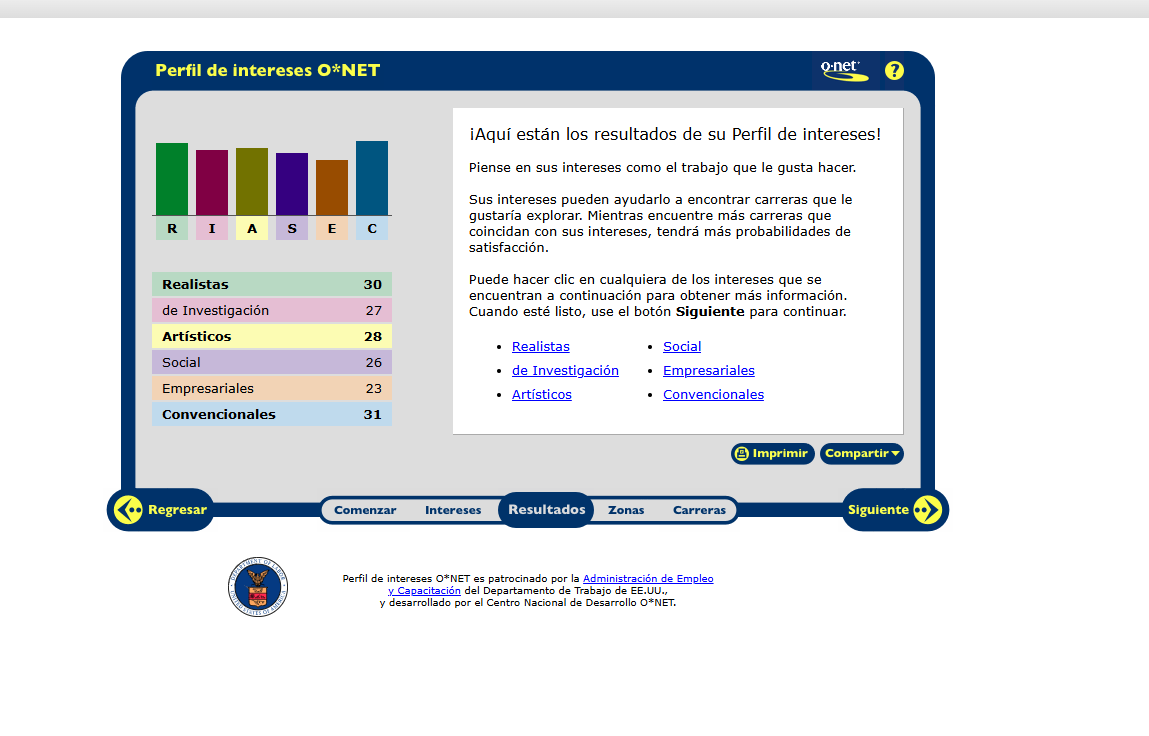 Perfil de intereses O*NET
o·net
?
R I A S E C
Realistas 30
de Investigación 27
Artísticos 28
Social 26
Empresariales 23
Convencionales 31
¡Aquí están los resultados de su Perfil de intereses!
Piense en sus intereses como el trabajo que le gusta hacer.
Sus intereses pueden ayudarlo a encontrar carreras que le
gustaría explorar. Mientras encuentre más carreras que
coincidan con sus intereses, tendrá más probabilidades de
satisfacción.
Puede hacer clic en cualquiera de los intereses que se
encuentran a continuación para obtener más información.
Cuando esté listo, use el botón Siguiente para continuar.
• Realistas
• de Investigación
• Artísticos
• Social
• Empresariales
• Convencionales
Imprimir
Compartir
Regresar
Comenzar Intereses Resultados Zonas Carreras
Siguiente
DEPARTMENT OF LABOR
UNITED STATES OF AMERICA
Perfil de intereses O*NET es patrocinado por la Administración de Empleo
y Capacitación del Departamento de Trabajo de EE.UU.,
y desarrollado por el Centro Nacional de Desarrollo O*NET.